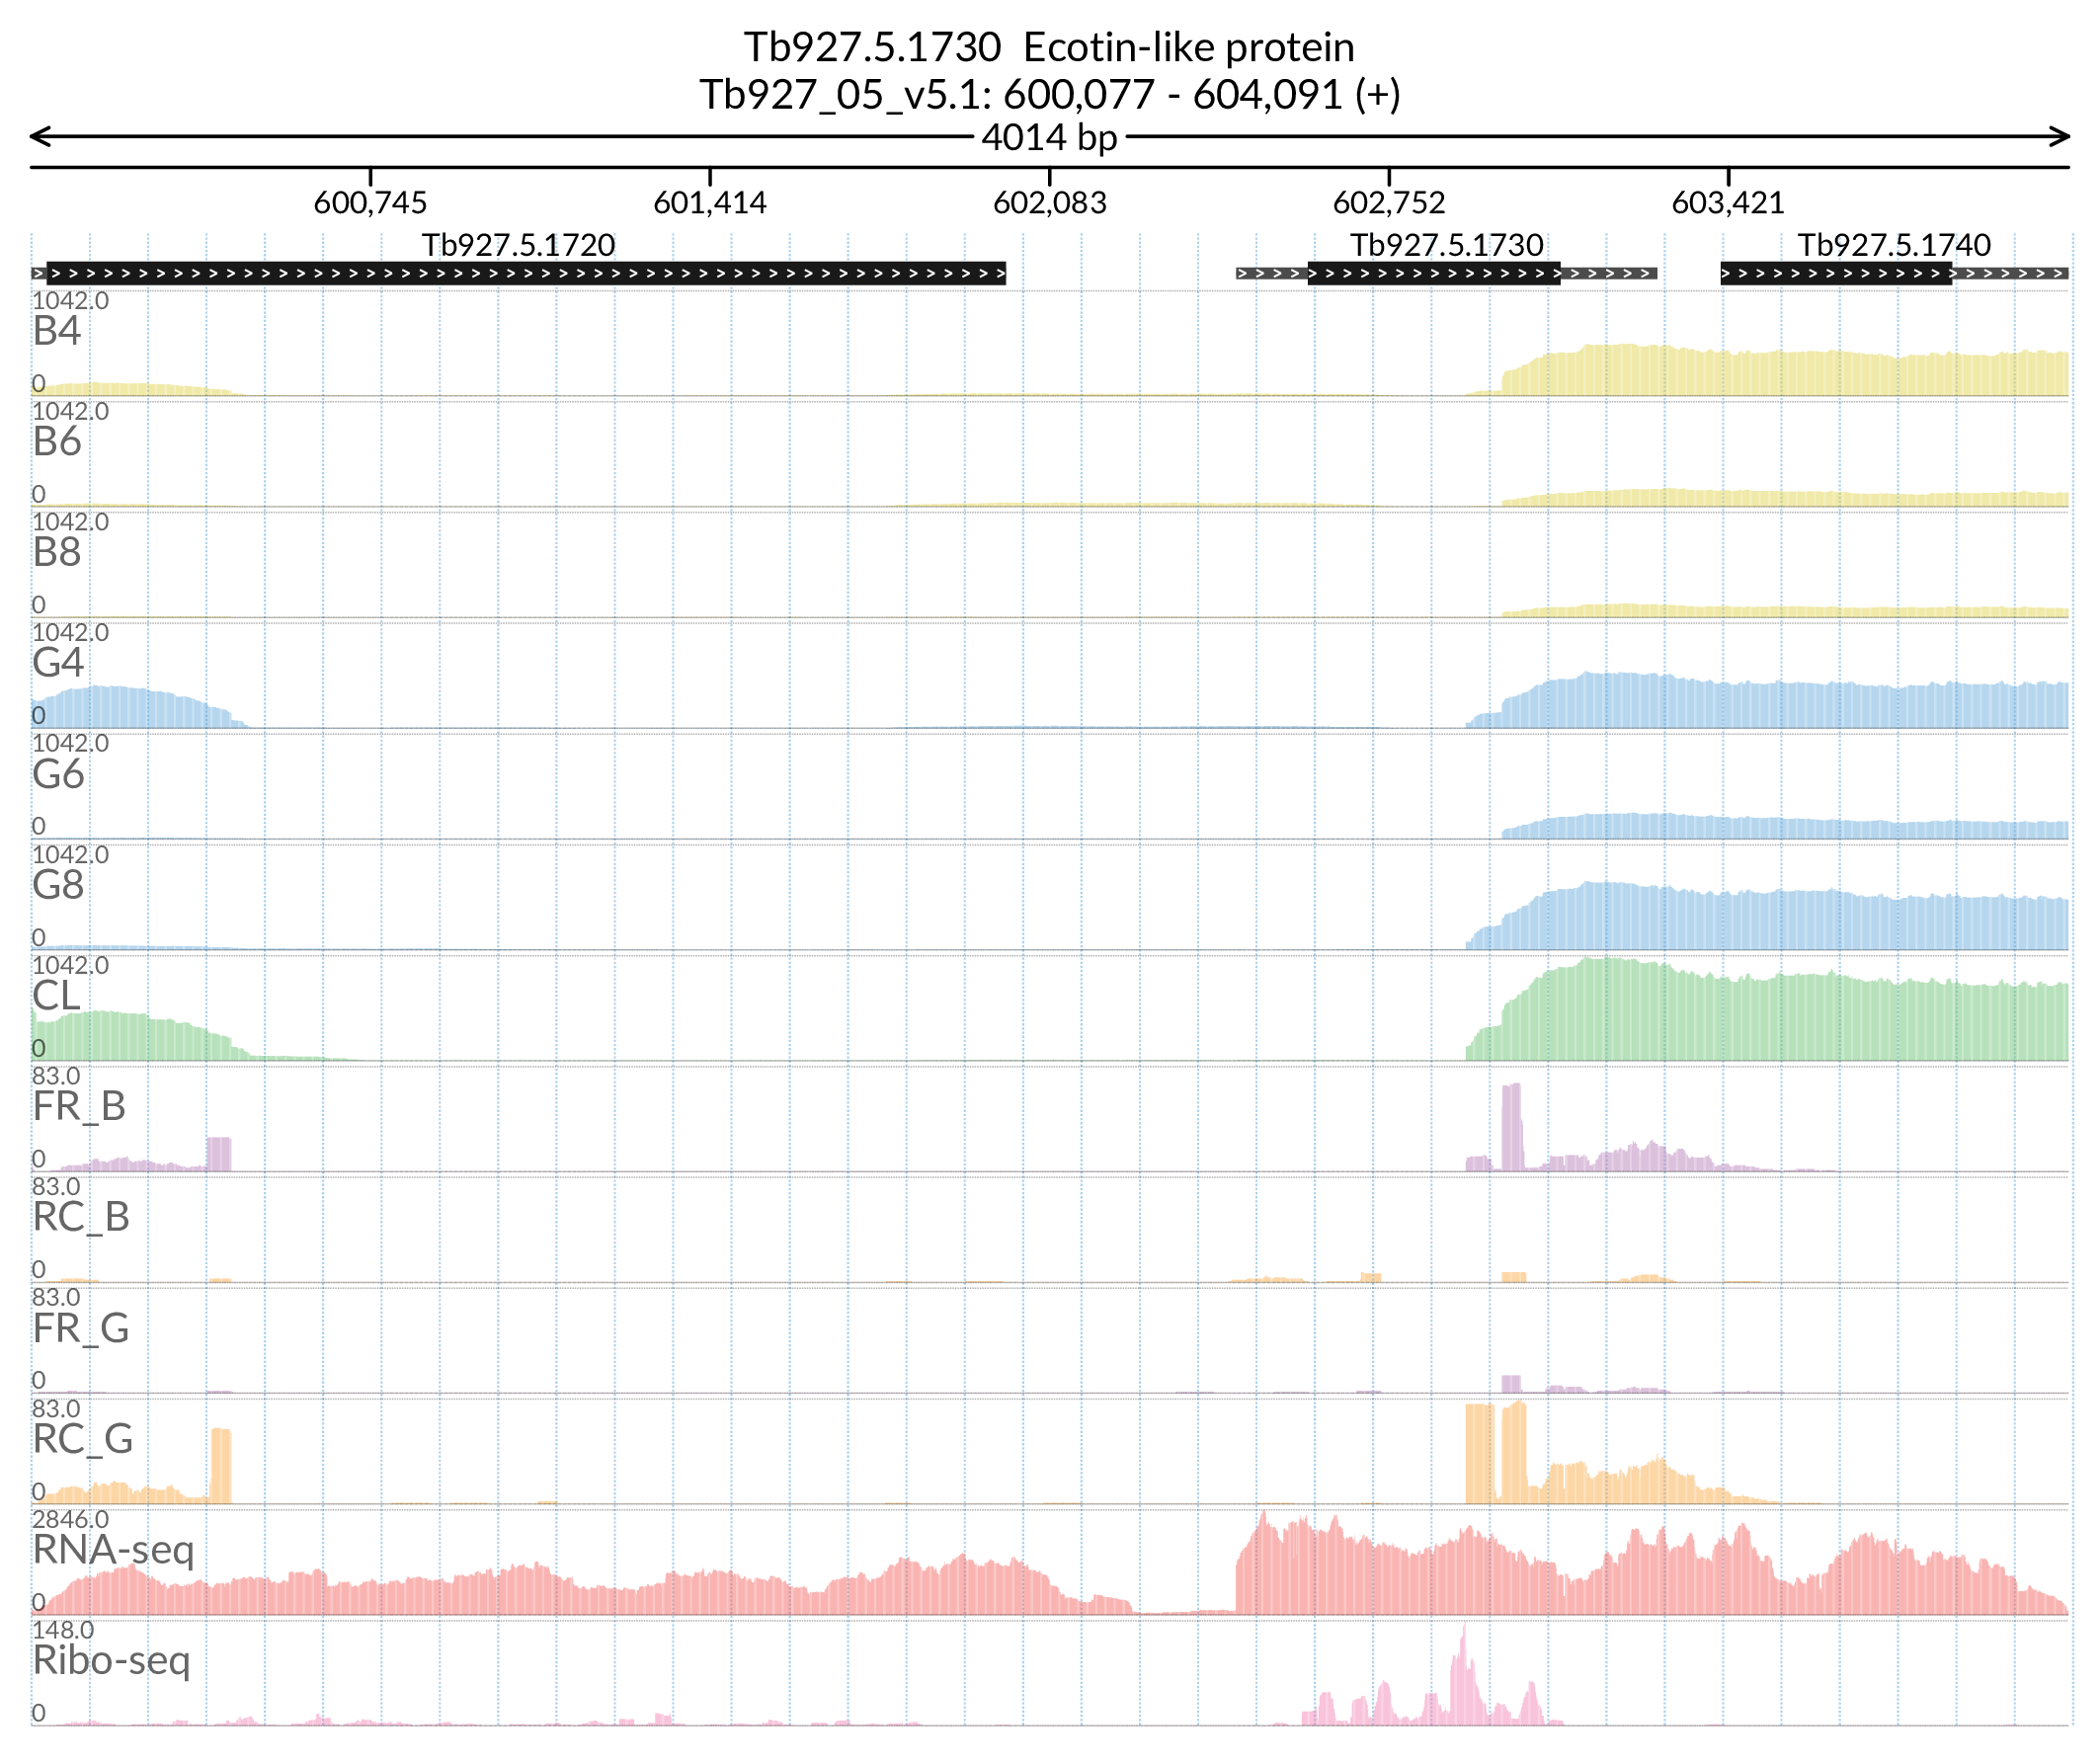 Tb927.5.1730 Ecotin-like protein
Tb927_05_v5.1: 600,077 - 604,091 (+)
4014 bp
600,745 601,414 602,083 602,752 603,421
Tb927.5.1720 Tb927.5.1730 Tb927.5.1740
1042.0
B4
0
1042.0
B6
0
1042.0
B8
0
1042.0
G4
0
1042.0
G6
0
1042.0
G8
0
1042.0
CL
0
83.0
FR_B
0
83.0
RC_B
0
83.0
FR_G
0
83.0
RC_G
0
2846.0
RNA-seq
0
148.0
Ribo-seq
0